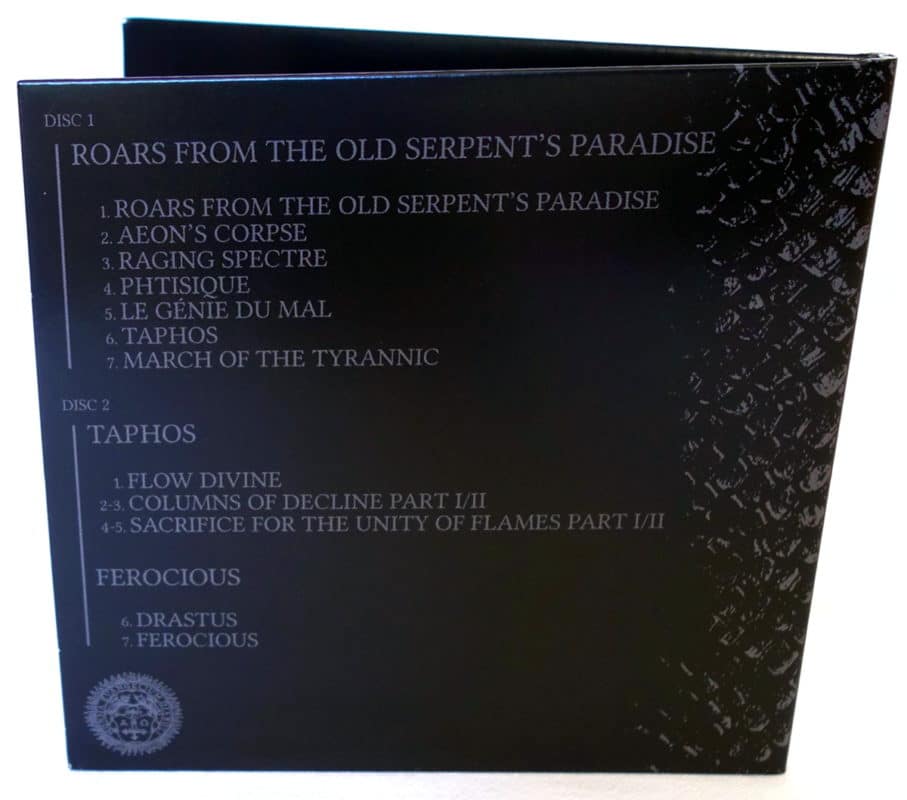 DISC 1
ROARS FROM THE OLD SERPENT'S PARADISE
1. ROARS FROM THE OLD SERPENT'S PARADISE
2. AEON'S CORPSE
3. RAGING SPECTRE
4. PHTISIQUE
5. LE GÉNIE DU MAL
6. TAPHOS
7. MARCH OF THE TYRANNIC
DISC 2
TAPHOS
1. FLOW DIVINE
2-3. COLUMNS OF DECLINE PART I/II
4-5. SACRIFICE FOR THE UNITY OF FLAMES PART I/II
FEROCIOUS
6. DRASTUS
7. FEROCIOUS